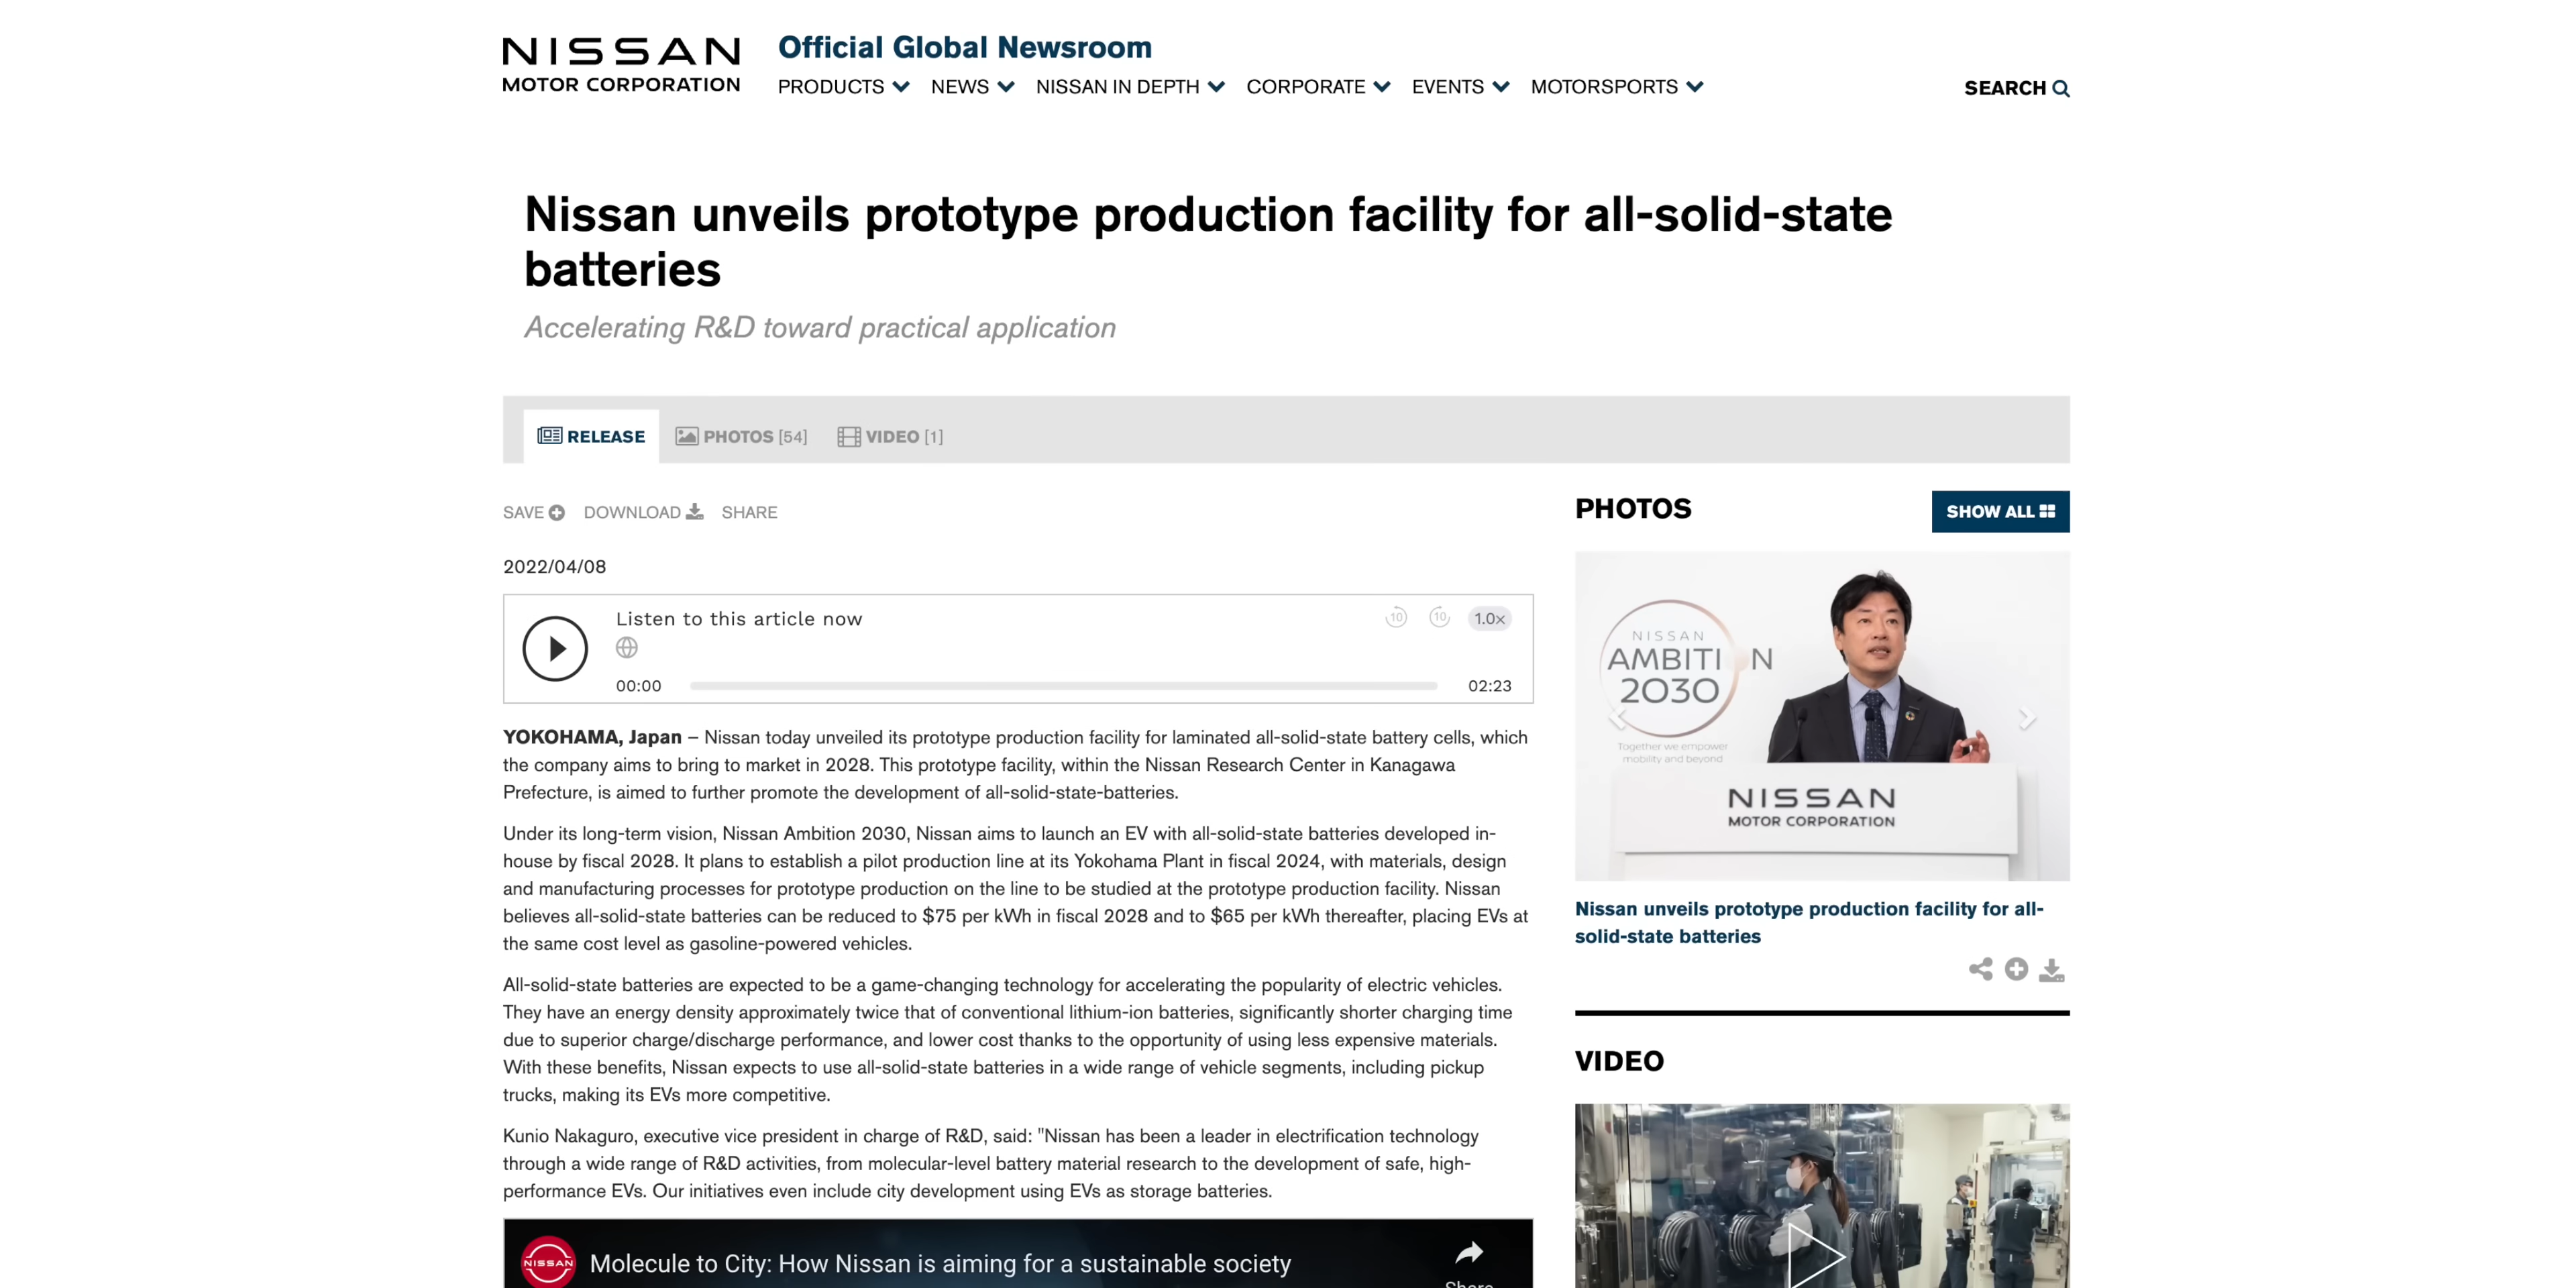 NISSAN
MOTOR CORPORATION
Official Global Newsroom
PRODUCTS NEWS NISSAN IN DEPTH CORPORATE EVENTS MOTORSPORTS
SEARCH
Nissan unveils prototype production facility for all-solid-state
batteries
Accelerating R&D toward practical application
RELEASE PHOTOS [54] VIDEO [1]
SAVE DOWNLOAD SHARE
2022/04/08
Listen to this article now
10 10 1.0x
00:00 02:23
YOKOHAMA, Japan – Nissan today unveiled its prototype production facility for laminated all-solid-state battery cells, which
the company aims to bring to market in 2028. This prototype facility, within the Nissan Research Center in Kanagawa
Prefecture, is aimed to further promote the development of all-solid-state-batteries.
Under its long-term vision, Nissan Ambition 2030, Nissan aims to launch an EV with all-solid-state batteries developed in-
house by fiscal 2028. It plans to establish a pilot production line at its Yokohama Plant in fiscal 2024, with materials, design
and manufacturing processes for prototype production on the line to be studied at the prototype production facility. Nissan
believes all-solid-state batteries can be reduced to $75 per kWh in fiscal 2028 and to $65 per kWh thereafter, placing EVs at
the same cost level as gasoline-powered vehicles.
All-solid-state batteries are expected to be a game-changing technology for accelerating the popularity of electric vehicles.
They have an energy density approximately twice that of conventional lithium-ion batteries, significantly shorter charging time
due to superior charge/discharge performance, and lower cost thanks to the opportunity of using less expensive materials.
With these benefits, Nissan expects to use all-solid-state batteries in a wide range of vehicle segments, including pickup
trucks, making its EVs more competitive.
Kunio Nakaguro, executive vice president in charge of R&D, said: "Nissan has been a leader in electrification technology
through a wide range of R&D activities, from molecular-level battery material research to the development of safe, high-
performance EVs. Our initiatives even include city development using EVs as storage batteries.
NISSAN
Molecule to City: How Nissan is aiming for a sustainable society
Share
PHOTOS
SHOW ALL
NISSAN
AMBITION
2030
Together we empower
mobility and beyond
NISSAN
MOTOR CORPORATION
Nissan unveils prototype production facility for all-
solid-state batteries
VIDEO